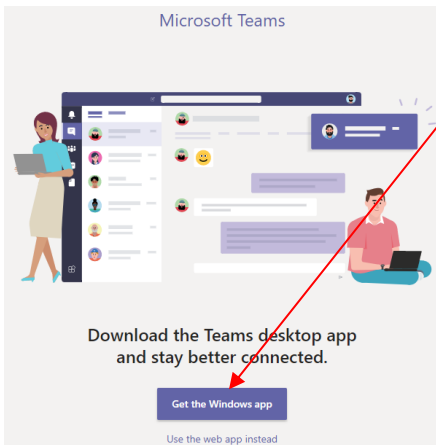 Microsoft Teams
Download the Teams desktop app
and stay better connected.
Get the Windows app
Use the web app instead